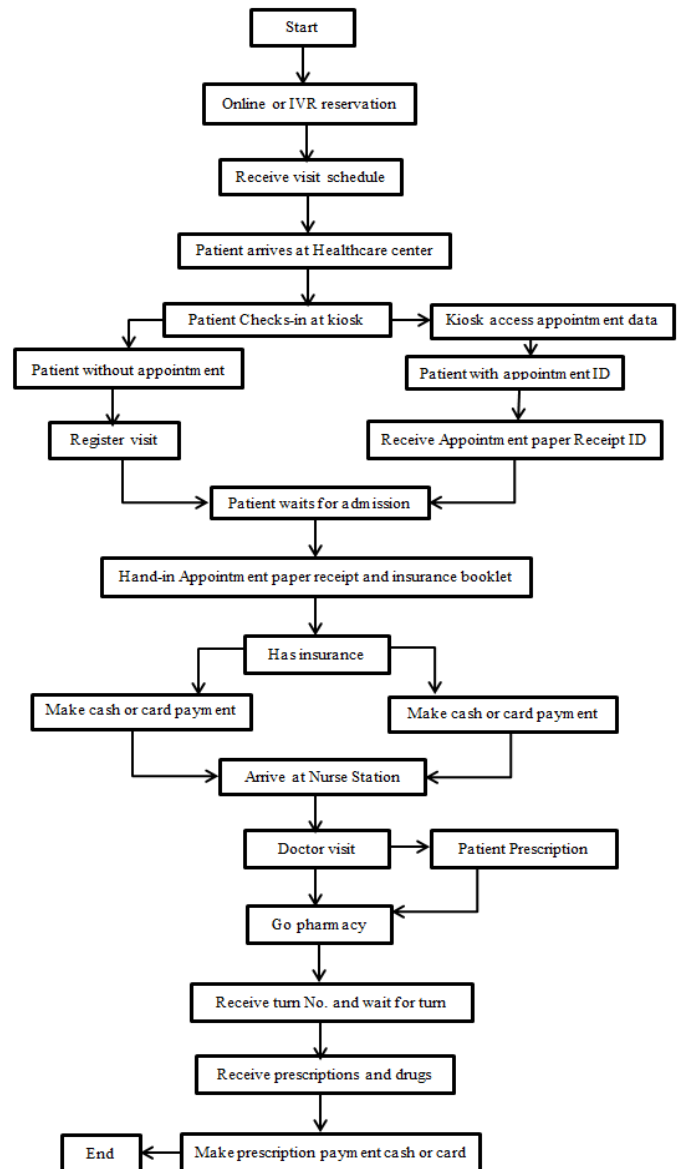 Start
Online or IVR reservation
Receive visit schedule
Patient arrives at Healthcare center
Patient Checks-in at kiosk
Kiosk access appointment data
Patient without appointment
Patient with appointment ID
Register visit
Receive Appointment paper Receipt ID
Patient waits for admission
Hand-in Appointment paper receipt and insurance booklet
Has insurance
Make cash or card payment
Make cash or card payment
Arrive at Nurse Station
Doctor visit
Patient Prescription
Go pharmacy
Receive turn No. and wait for turn
Receive prescriptions and drugs
End
Make prescription payment cash or card